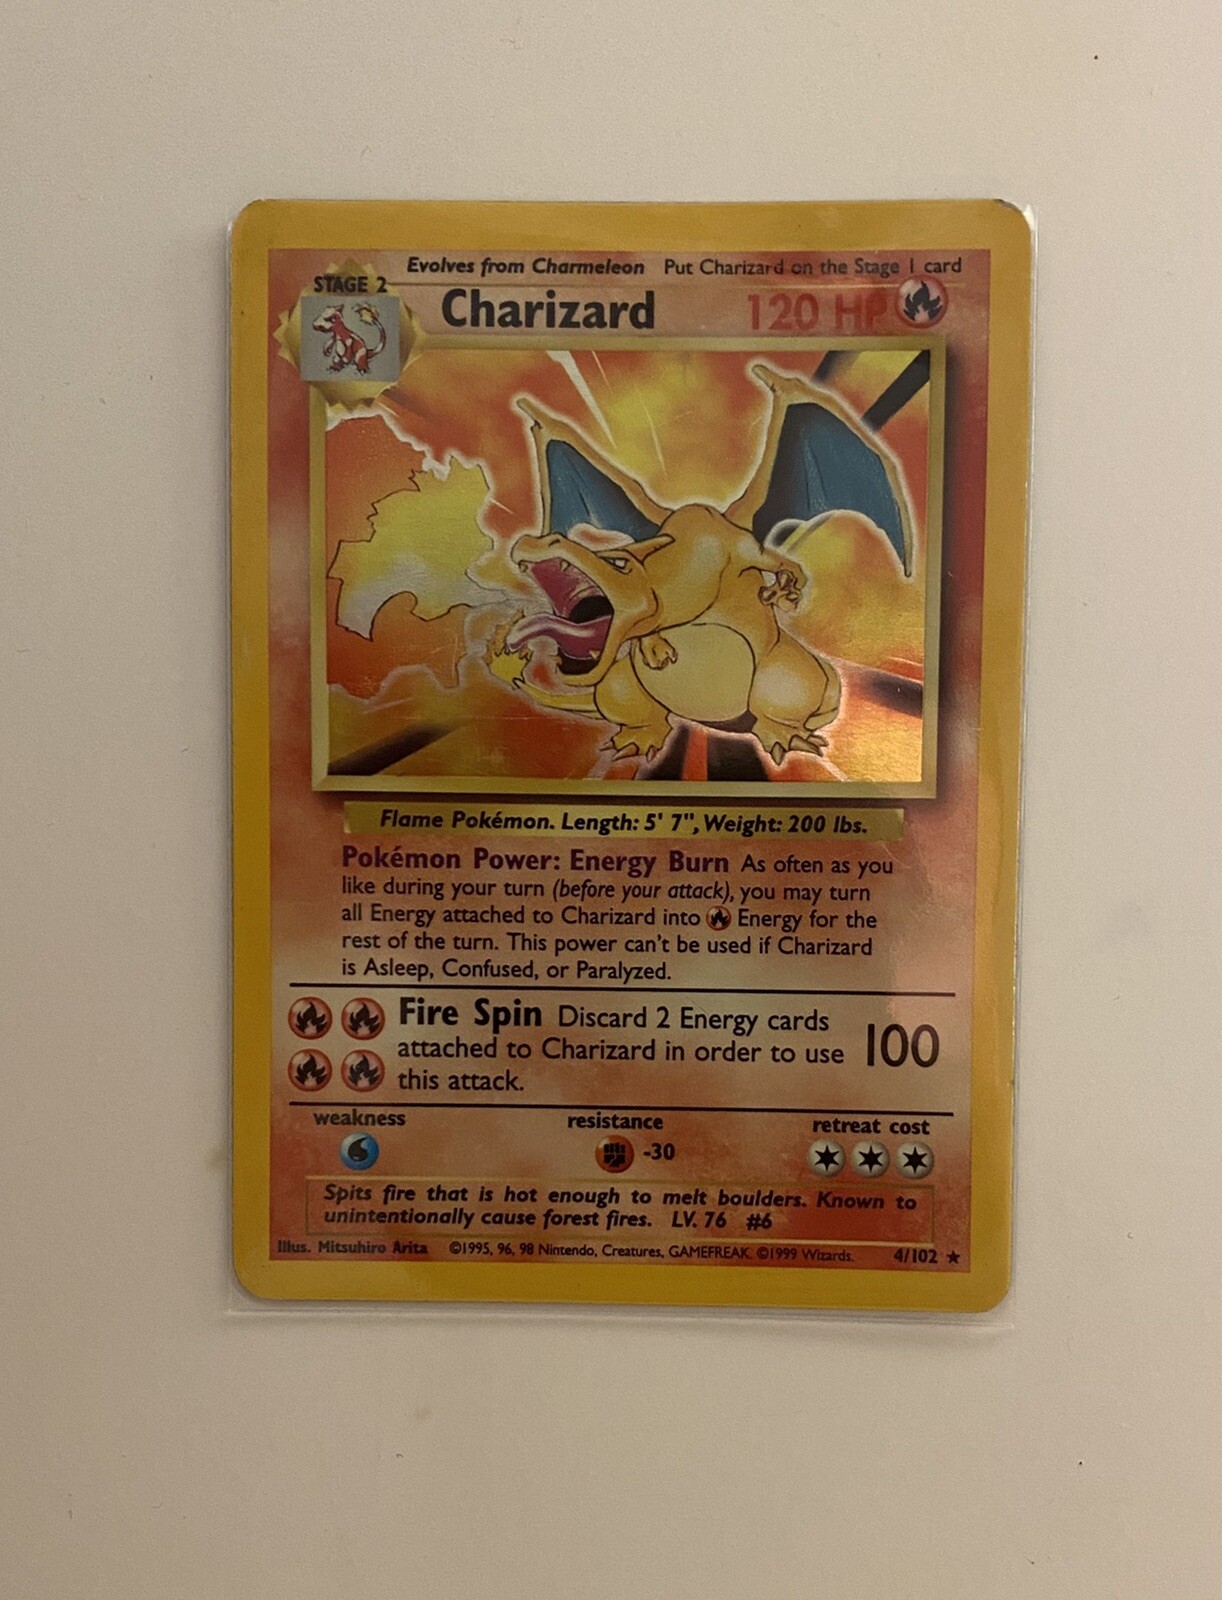 Evolves from Charmeleon Put Charizard on the Stage 1 card
STAGE 2
Charizard 120 HP
Flame Pokémon. Length: 5' 7", Weight: 200 lbs.
Pokémon Power: Energy Burn As often as you
like during your turn (before your attack), you may turn
all Energy attached to Charizard into Energy for the
rest of the turn. This power can't be used if Charizard
is Asleep, Confused, or Paralyzed.
Fire Spin Discard 2 Energy cards
attached to Charizard in order to use 100
this attack.
weakness resistance retreat cost
-30
Spits fire that is hot enough to melt boulders. Known to
unintentionally cause forest fires. LV. 76 #6
Illus. Mitsuhiro Arita ©1995, 96, 98 Nintendo, Creatures, GAMEFREAK. ©1999 Wizards. 4/102 ★